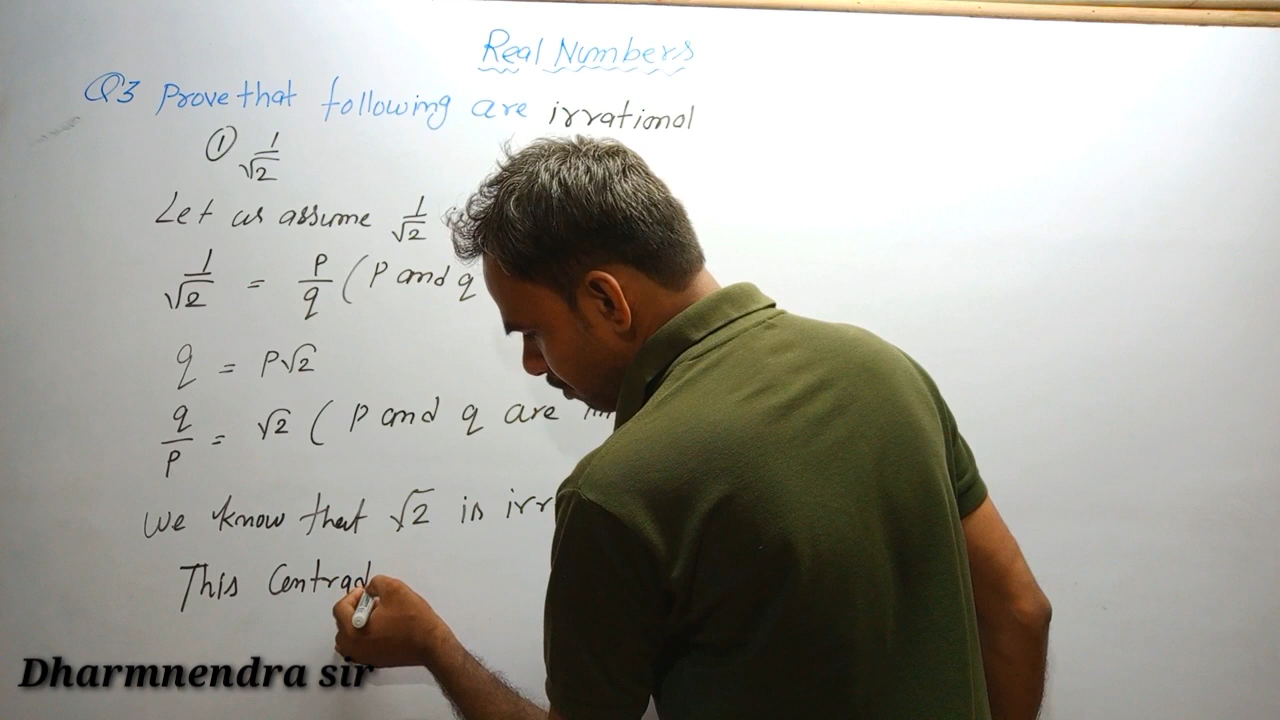 Real Numbers
Q3 Prove that following are irrational
① 1/√2
Let us assume 1/√2
1/√2 = P/q (P and q
q = P√2
q/P = √2 ( P and q are in
We know that √2 is irr
This Contrad
Dharmnendra sir